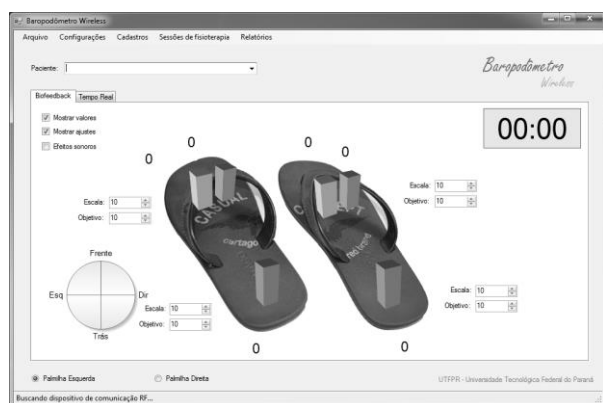 Baropodômetro Wireless
Arquivo Configurações Cadastros Sessões de fisioterapia Relatórios
Paciente:
Baropodômetro
Wireless
Biofeedback Tempo Real
Mostrar valores
Mostrar ajustes
Efeitos sonoros
00:00
0
0
0
0
Escala: 10
Objetivo: 10
Escala: 10
Objetivo: 10
CASUAL
cartago
Frente
Esq
Dir
Trás
Escala: 10
Objetivo: 10
Escala: 10
Objetivo: 10
0
0
Palmilha Esquerda Palmilha Direita
UTFPR - Universidade Tecnológica Federal do Paraná
Buscando dispositivo de comunicação RF...